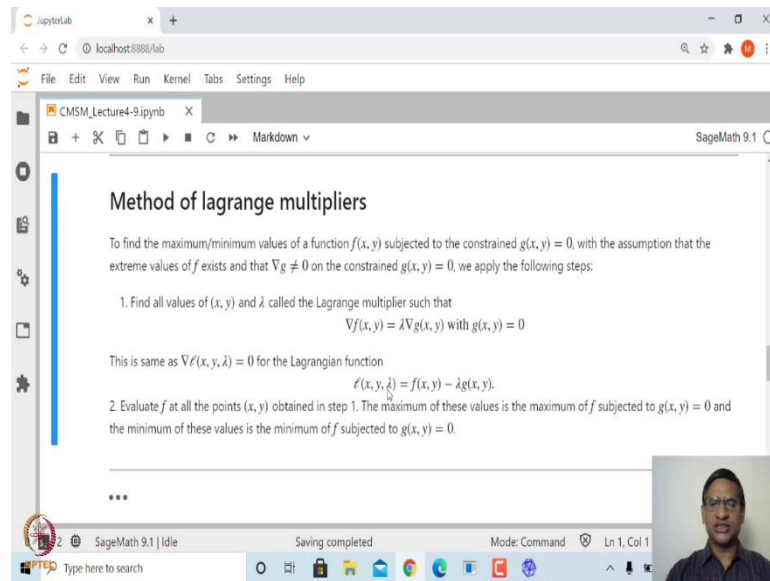 JupyterLab
localhost:8888/lab
File Edit View Run Kernel Tabs Settings Help
CMSM_Lecture4-9.ipynb
Markdown
SageMath 9.1
Method of lagrange multipliers
To find the maximum/minimum values of a function f(x, y) subjected to the constrained g(x, y) = 0, with the assumption that the
extreme values of f exists and that ∇g ≠ 0 on the constrained g(x, y) = 0, we apply the following steps:
1. Find all values of (x, y) and λ called the Lagrange multiplier such that
∇f(x, y) = λ∇g(x, y) with g(x, y) = 0
This is same as ∇ℓ(x, y, λ) = 0 for the Lagrangian function
ℓ(x, y, λ) = f(x, y) − λg(x, y).
2. Evaluate f at all the points (x, y) obtained in step 1. The maximum of these values is the maximum of f subjected to g(x, y) = 0 and
the minimum of these values is the minimum of f subjected to g(x, y) = 0.
•••
2 SageMath 9.1 | Idle Saving completed Mode: Command Ln 1, Col 1
Type here to search